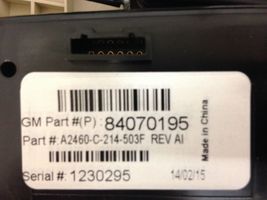 GM Part #(P) : 84070195
Part #: A2460-C-214-503F REV AI
Serial #: 1230295
14/02/15
Made in China